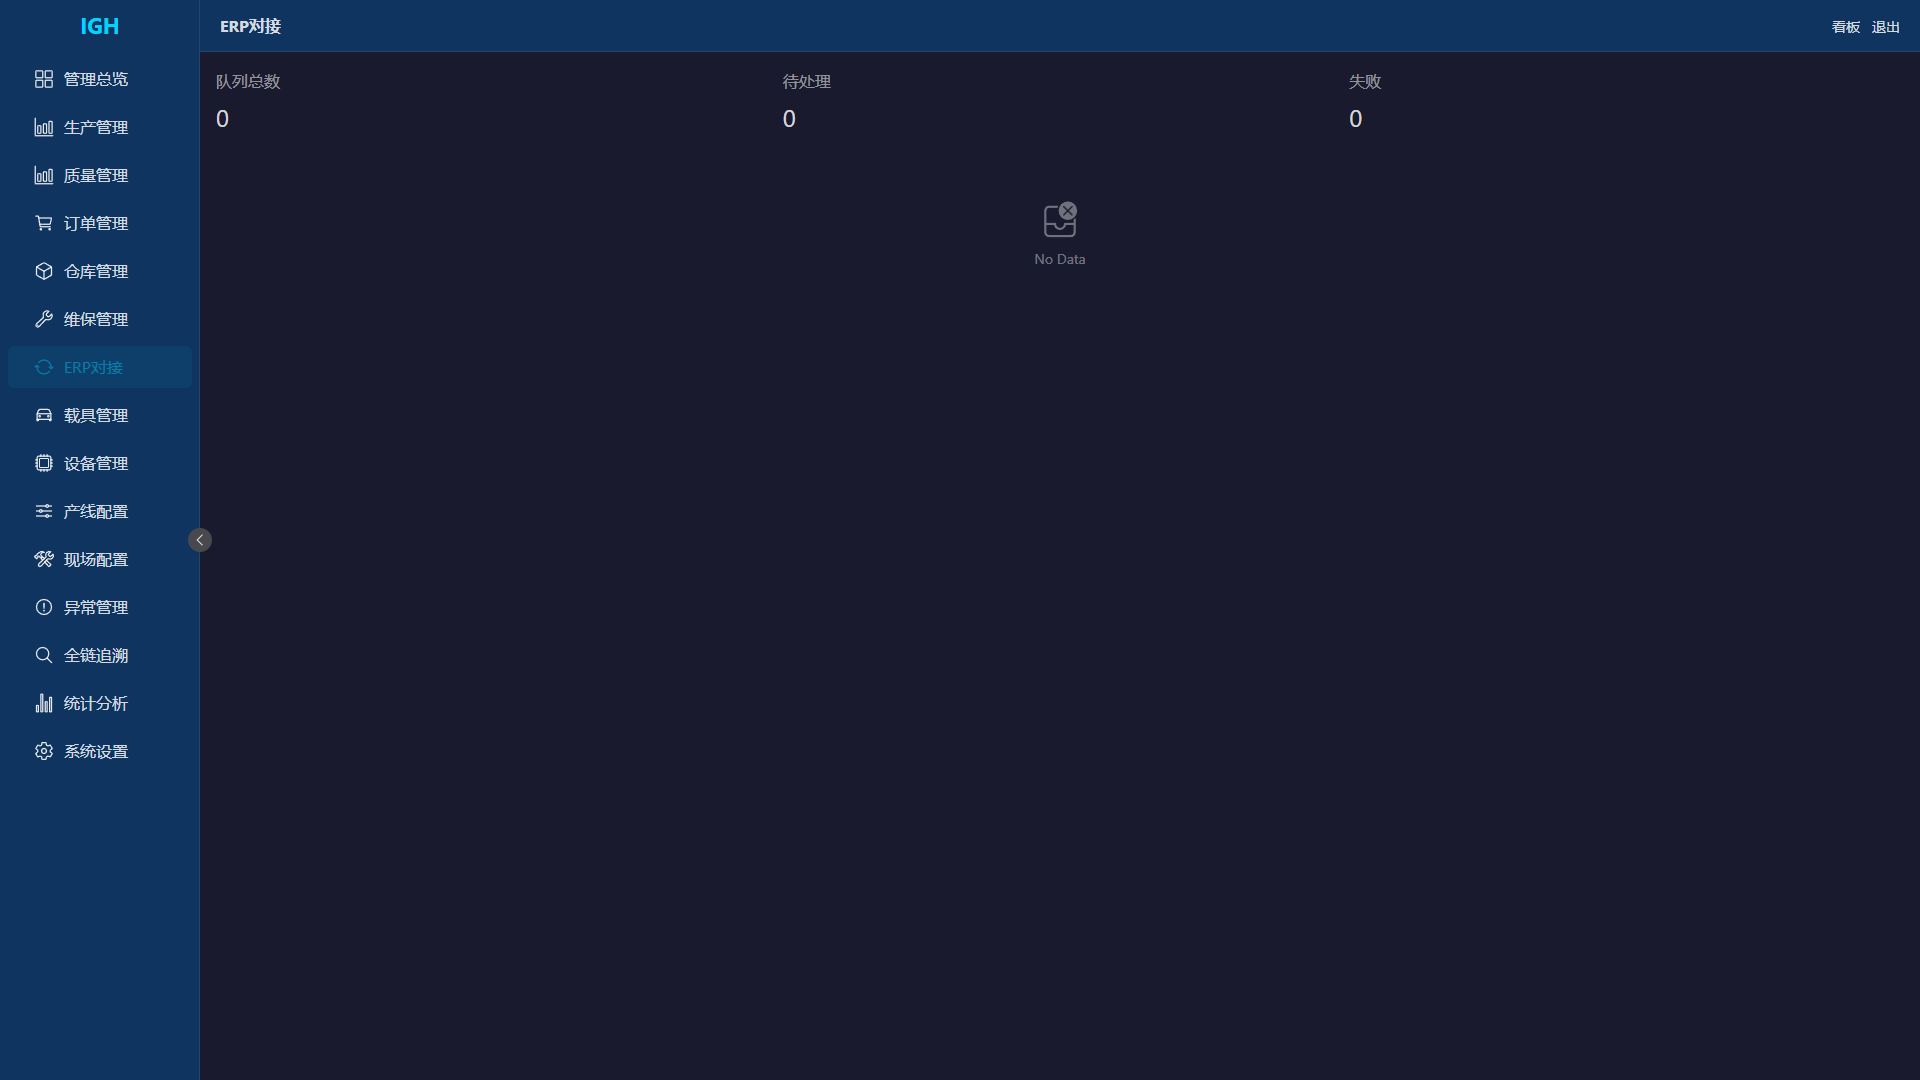 IGH
ERP对接
看板 退出
管理总览
生产管理
质量管理
订单管理
仓库管理
维保管理
ERP对接
载具管理
设备管理
产线配置
现场配置
异常管理
全链追溯
统计分析
系统设置
队列总数
0
待处理
0
失败
0
No Data